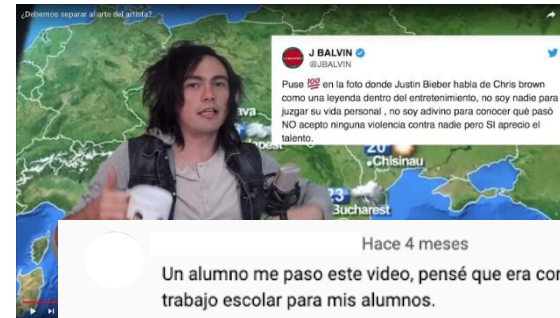 ¿Debemos separar al arte del artista?
J BALVIN
@JBALVIN
Puse 💯 en la foto donde Justin Bieber habla de Chris brown
como una leyenda dentro del entretenimiento, no soy nadie para
juzgar su vida personal , no soy adivino para conocer qué pasó
NO acepto ninguna violencia contra nadie pero SI aprecio el
talento.
20
Chisinau
23
Bucharest
Hace 4 meses
Un alumno me paso este video, pensé que era
trabajo escolar para mis alumnos.